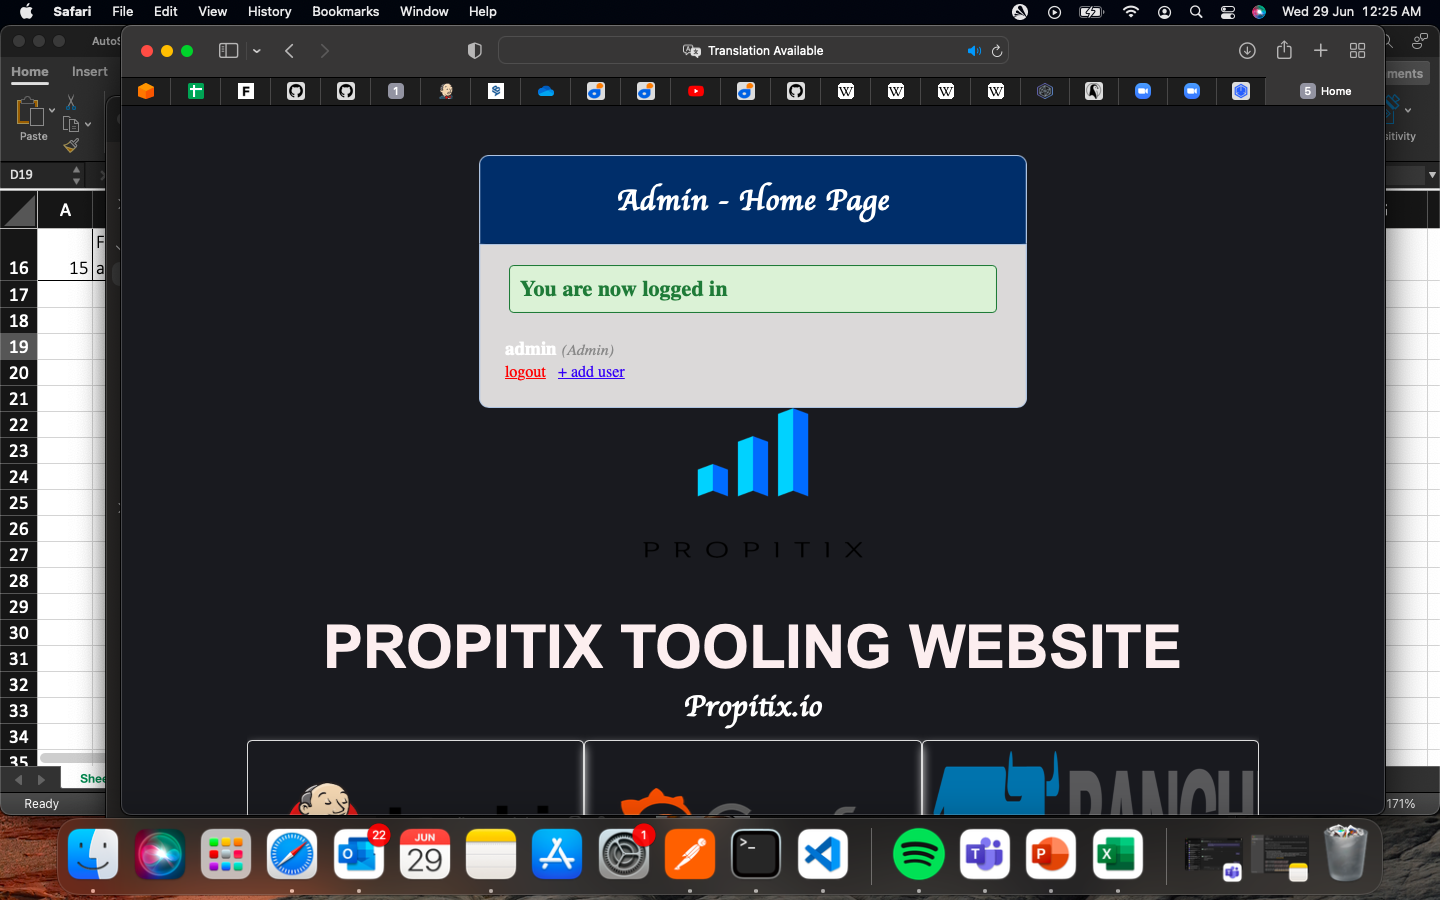 Safari File Edit View History Bookmarks Window Help
Wed 29 Jun 12:25 AM
Home Insert
Translation Available
Paste
1
5 Home
D19
A
16
15
17
18
19
20
21
22
23
24
25
26
27
28
29
30
31
32
33
34
35
Ready
171%
Admin - Home Page
You are now logged in
admin (Admin)
logout + add user
PROPITIX
PROPITIX TOOLING WEBSITE
Propitix.io
22
JUN
29
1